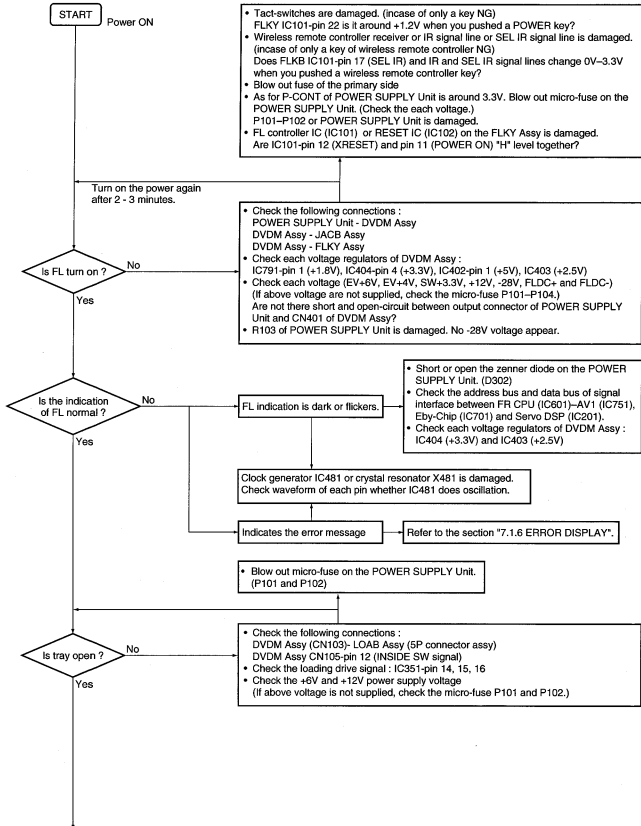 START
Power ON
• Tact-switches are damaged. (incase of only a key NG)
FLKY IC101-pin 22 is it around +1.2V when you pushed a POWER key?
• Wireless remote controller receiver or IR signal line or SEL IR signal line is damaged.
(incase of only a key of wireless remote controller NG)
Does FLKB IC101-pin 17 (SEL IR) and IR and SEL IR signal lines change 0V–3.3V
when you pushed a wireless remote controller key?
• Blow out fuse of the primary side
• As for P-CONT of POWER SUPPLY Unit is around 3.3V. Blow out micro-fuse on the
POWER SUPPLY Unit. (Check the each voltage.)
P101–P102 or POWER SUPPLY Unit is damaged.
• FL controller IC (IC101) or RESET IC (IC102) on the FLKY Assy is damaged.
Are IC101-pin 12 (XRESET) and pin 11 (POWER ON) "H" level together?
Turn on the power again
after 2 - 3 minutes.
Is FL turn on ?
No
Yes
• Check the following connections :
POWER SUPPLY Unit - DVDM Assy
DVDM Assy - JACB Assy
DVDM Assy - FLKY Assy
• Check each voltage regulators of DVDM Assy :
IC791-pin 1 (+1.8V), IC404-pin 4 (+3.3V), IC402-pin 1 (+5V), IC403 (+2.5V)
• Check each voltage (EV+6V, EV+4V, SW+3.3V, +12V, -28V, FLDC+ and FLDC-)
(If above voltage are not supplied, check the micro-fuse P101–P104.)
Are not there short and open-circuit between output connector of POWER SUPPLY
Unit and CN401 of DVDM Assy?
• R103 of POWER SUPPLY Unit is damaged. No -28V voltage appear.
Is the indication
of FL normal ?
No
Yes
FL indication is dark or flickers.
• Short or open the zenner diode on the POWER
SUPPLY Unit. (D302)
• Check the address bus and data bus of signal
interface between FR CPU (IC601)–AV1 (IC751),
Eby-Chip (IC701) and Servo DSP (IC201).
• Check each voltage regulators of DVDM Assy :
IC404 (+3.3V) and IC403 (+2.5V)
Clock generator IC481 or crystal resonator X481 is damaged.
Check waveform of each pin whether IC481 does oscillation.
Indicates the error message
Refer to the section "7.1.6 ERROR DISPLAY".
• Blow out micro-fuse on the POWER SUPPLY Unit.
(P101 and P102)
Is tray open ?
No
Yes
• Check the following connections :
DVDM Assy (CN103)- LOAB Assy (5P connector assy)
DVDM Assy CN105-pin 12 (INSIDE SW signal)
• Check the loading drive signal : IC351-pin 14, 15, 16
• Check the +6V and +12V power supply voltage
(If above voltage is not supplied, check the micro-fuse P101 and P102.)